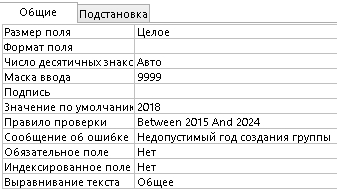 Общие Подстановка
Размер поля Целое
Формат поля
Число десятичных знакс Авто
Маска ввода 9999
Подпись
Значение по умолчани 2018
Правило проверки Between 2015 And 2024
Сообщение об ошибке Недопустимый год создания группы
Обязательное поле Нет
Индексированное поле Нет
Выравнивание текста Общее